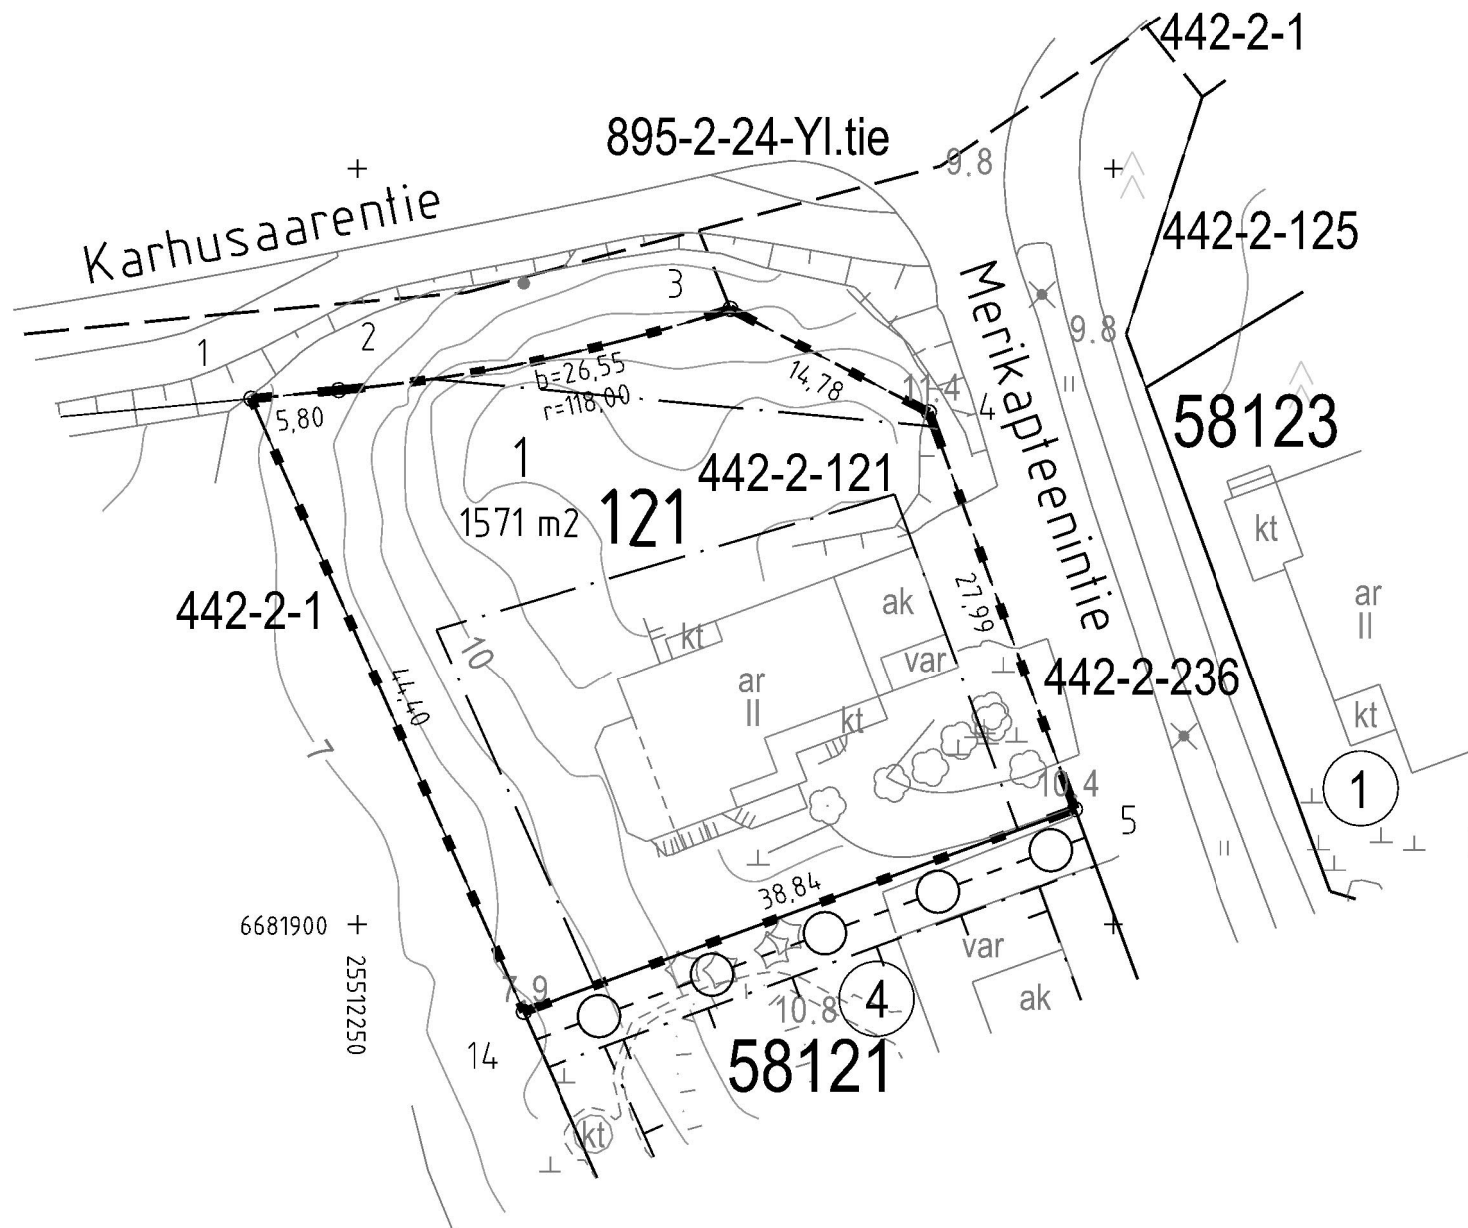 442-2-1
895-2-24-Yl.tie
9.8
Karhusaarentie
442-2-125
3
Merikapteenintie
2
1
9.8
b=26,55
14,78
11.4
r=118,00
4
5,80
58123
1
442-2-121
1571 m2
121
kt
27,99
442-2-1
ak
ar
II
10
kt
var
442-2-236
44,40
ar
II
kt
kt
7
10.4
1
5
38,84
6681900
25512250
var
7.9
ak
4
10.8
14
58121
kt